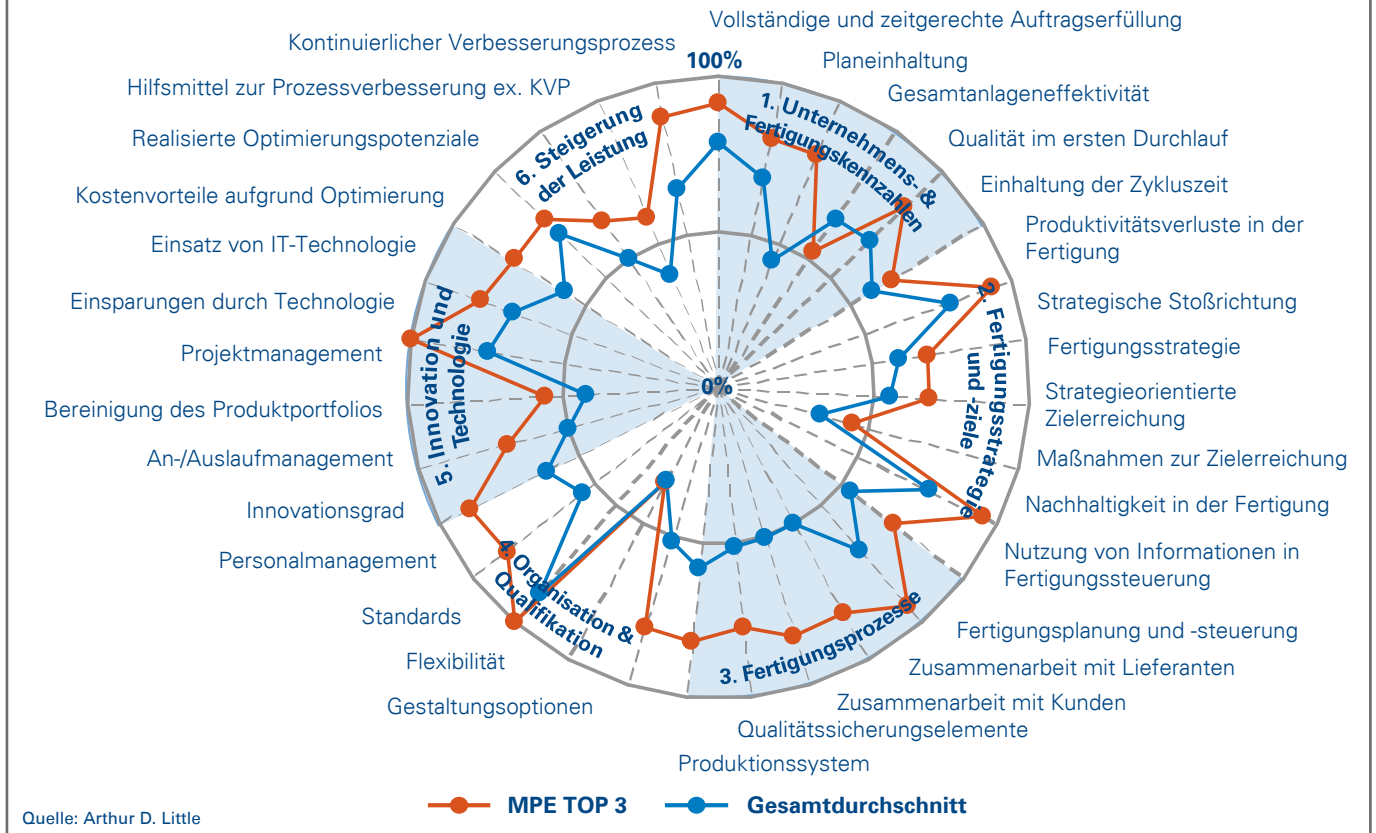 Vollständige und zeitgerechte Auftragserfüllung
Kontinuierlicher Verbesserungsprozess
100%
Planeinhaltung
Hilfsmittel zur Prozessverbesserung ex. KVP
Gesamtanlageneffektivität
Realisierte Optimierungspotenziale
Qualität im ersten Durchlauf
Kostenvorteile aufgrund Optimierung
Einhaltung der Zykluszeit
Einsatz von IT-Technologie
Produktivitätsverluste in der
Fertigung
Einsparungen durch Technologie
Strategische Stoßrichtung
Projektmanagement
Fertigungsstrategie
Bereinigung des Produktportfolios
Strategieorientierte
Zielerreichung
An-/Auslaufmanagement
Maßnahmen zur Zielerreichung
Innovationsgrad
Nachhaltigkeit in der Fertigung
Personalmanagement
Nutzung von Informationen in
Fertigungssteuerung
Standards
Fertigungsplanung und -steuerung
Flexibilität
Zusammenarbeit mit Lieferanten
Gestaltungsoptionen
Zusammenarbeit mit Kunden
Qualitätssicherungselemente
Produktionssystem
1. Unternehmens- &
Fertigungskennzahlen
2. Fertigungsstrategie
und -ziele
3. Fertigungsprozesse
4. Organisation &
Qualifikation
5. Innovation und
Technologie
6. Steigerung
der Leistung
0%
MPE TOP 3
Gesamtdurchschnitt
Quelle: Arthur D. Little